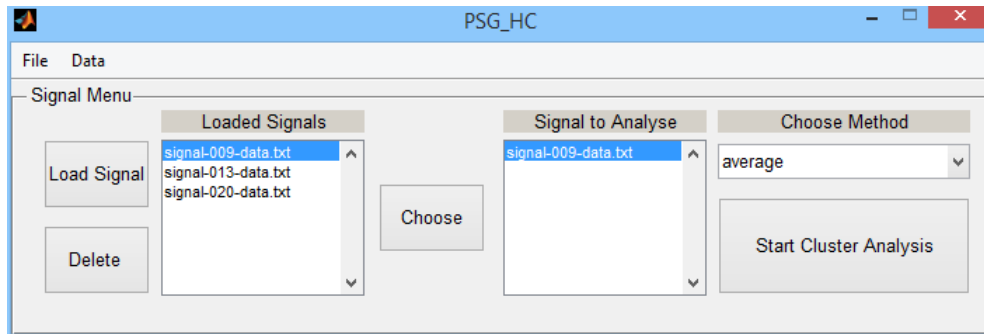 PSG_HC
File Data
Signal Menu
Loaded Signals
Signal to Analyse
Choose Method
Load Signal
signal-009-data.txt
signal-013-data.txt
signal-020-data.txt
signal-009-data.txt
average
Choose
Delete
Start Cluster Analysis